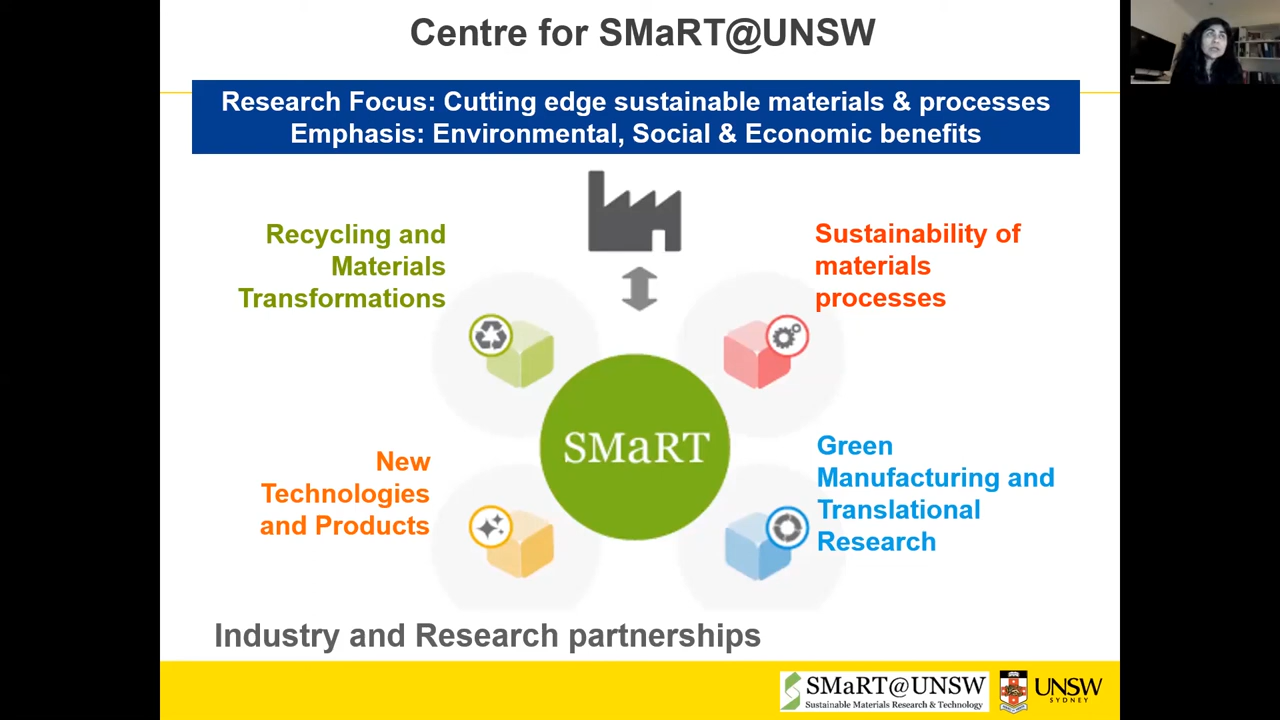 Centre for SMaRT@UNSW
Research Focus: Cutting edge sustainable materials & processes
Emphasis: Environmental, Social & Economic benefits
Recycling and
Materials
Transformations
Sustainability of
materials
processes
SMaRT
New
Technologies
and Products
Green
Manufacturing and
Translational
Research
Industry and Research partnerships
SMaRT@UNSW
Sustainable Materials Research & Technology
UNSW
SYDNEY